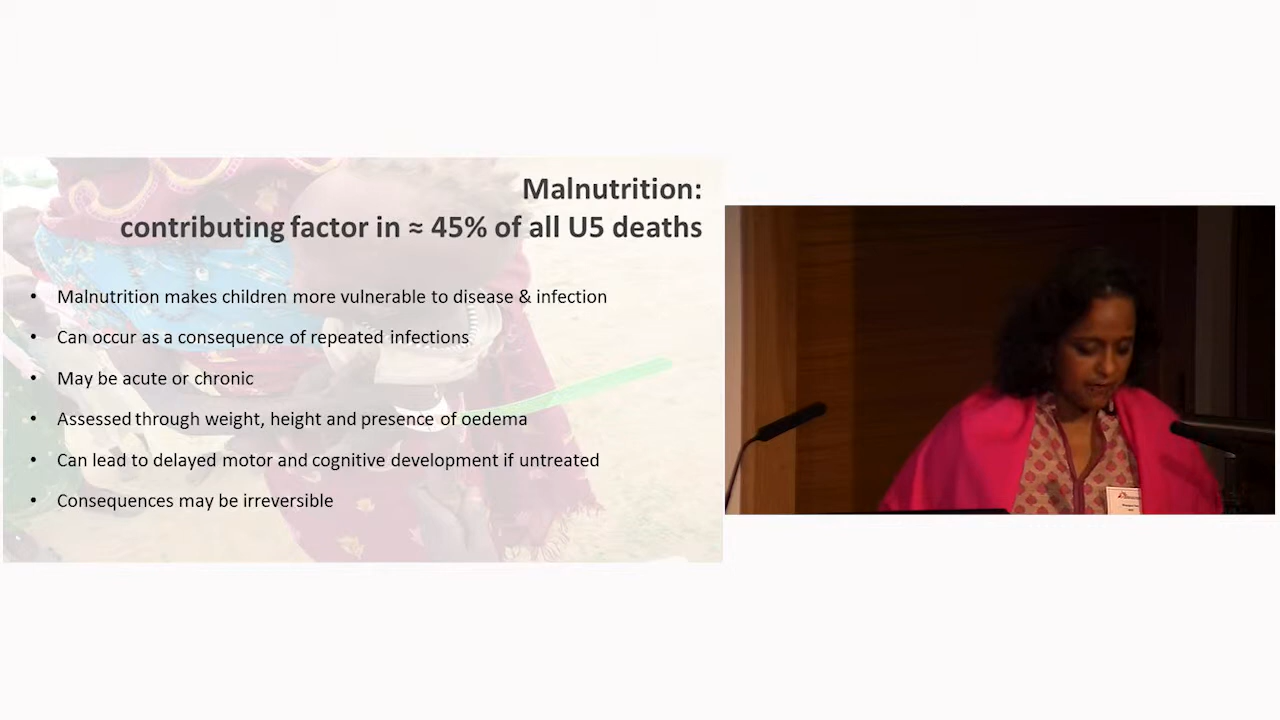 Malnutrition:
contributing factor in ≈ 45% of all U5 deaths
• Malnutrition makes children more vulnerable to disease & infection
• Can occur as a consequence of repeated infections
• May be acute or chronic
• Assessed through weight, height and presence of oedema
• Can lead to delayed motor and cognitive development if untreated
• Consequences may be irreversible